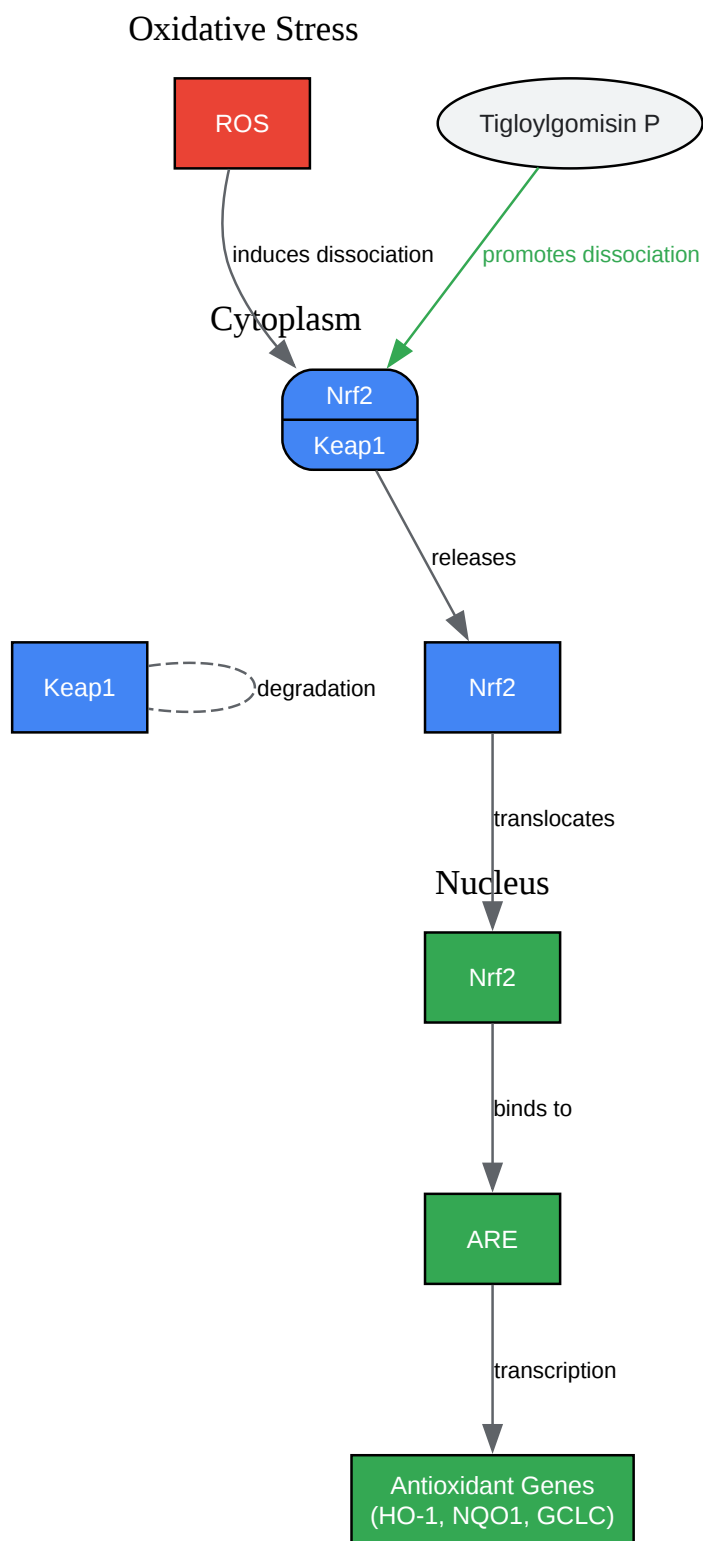 Oxidative Stress
ROS
Tigloylgomisin P
induces dissociation
promotes dissociation
Cytoplasm
Nrf2
Keap1
releases
Keap1
degradation
Nrf2
translocates
Nucleus
Nrf2
binds to
ARE
transcription
Antioxidant Genes
(HO-1, NQO1, GCLC)